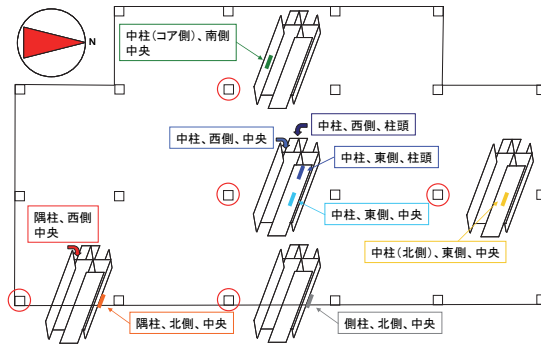 N
中柱(コア側)、南側
中央
中柱、西側、柱頭
中柱、西側、中央
中柱、東側、柱頭
隅柱、西側
中央
中柱、東側、中央
中柱(北側)、東側、中央
隅柱、北側、中央
側柱、北側、中央